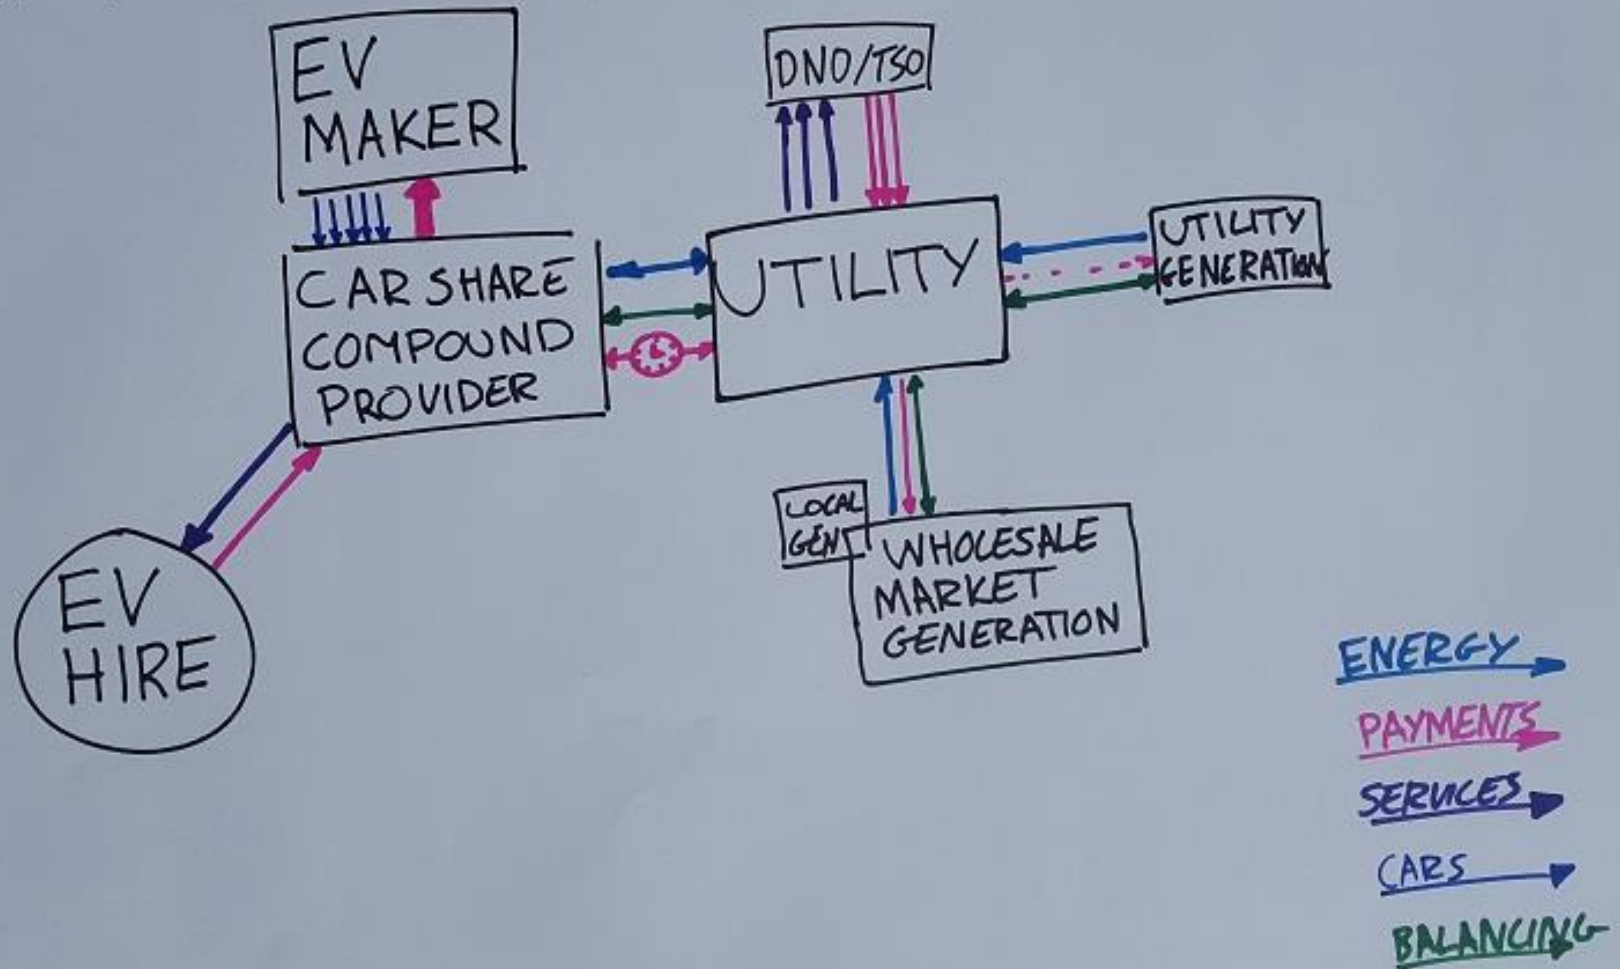 EV
MAKER
DNO/TSO
CAR SHARE
COMPOUND
PROVIDER
UTILITY
UTILITY
GENERATION
EV
HIRE
LOCAL
GEN
WHOLESALE
MARKET
GENERATION
ENERGY
PAYMENTS
SERVICES
CARS
BALANCING